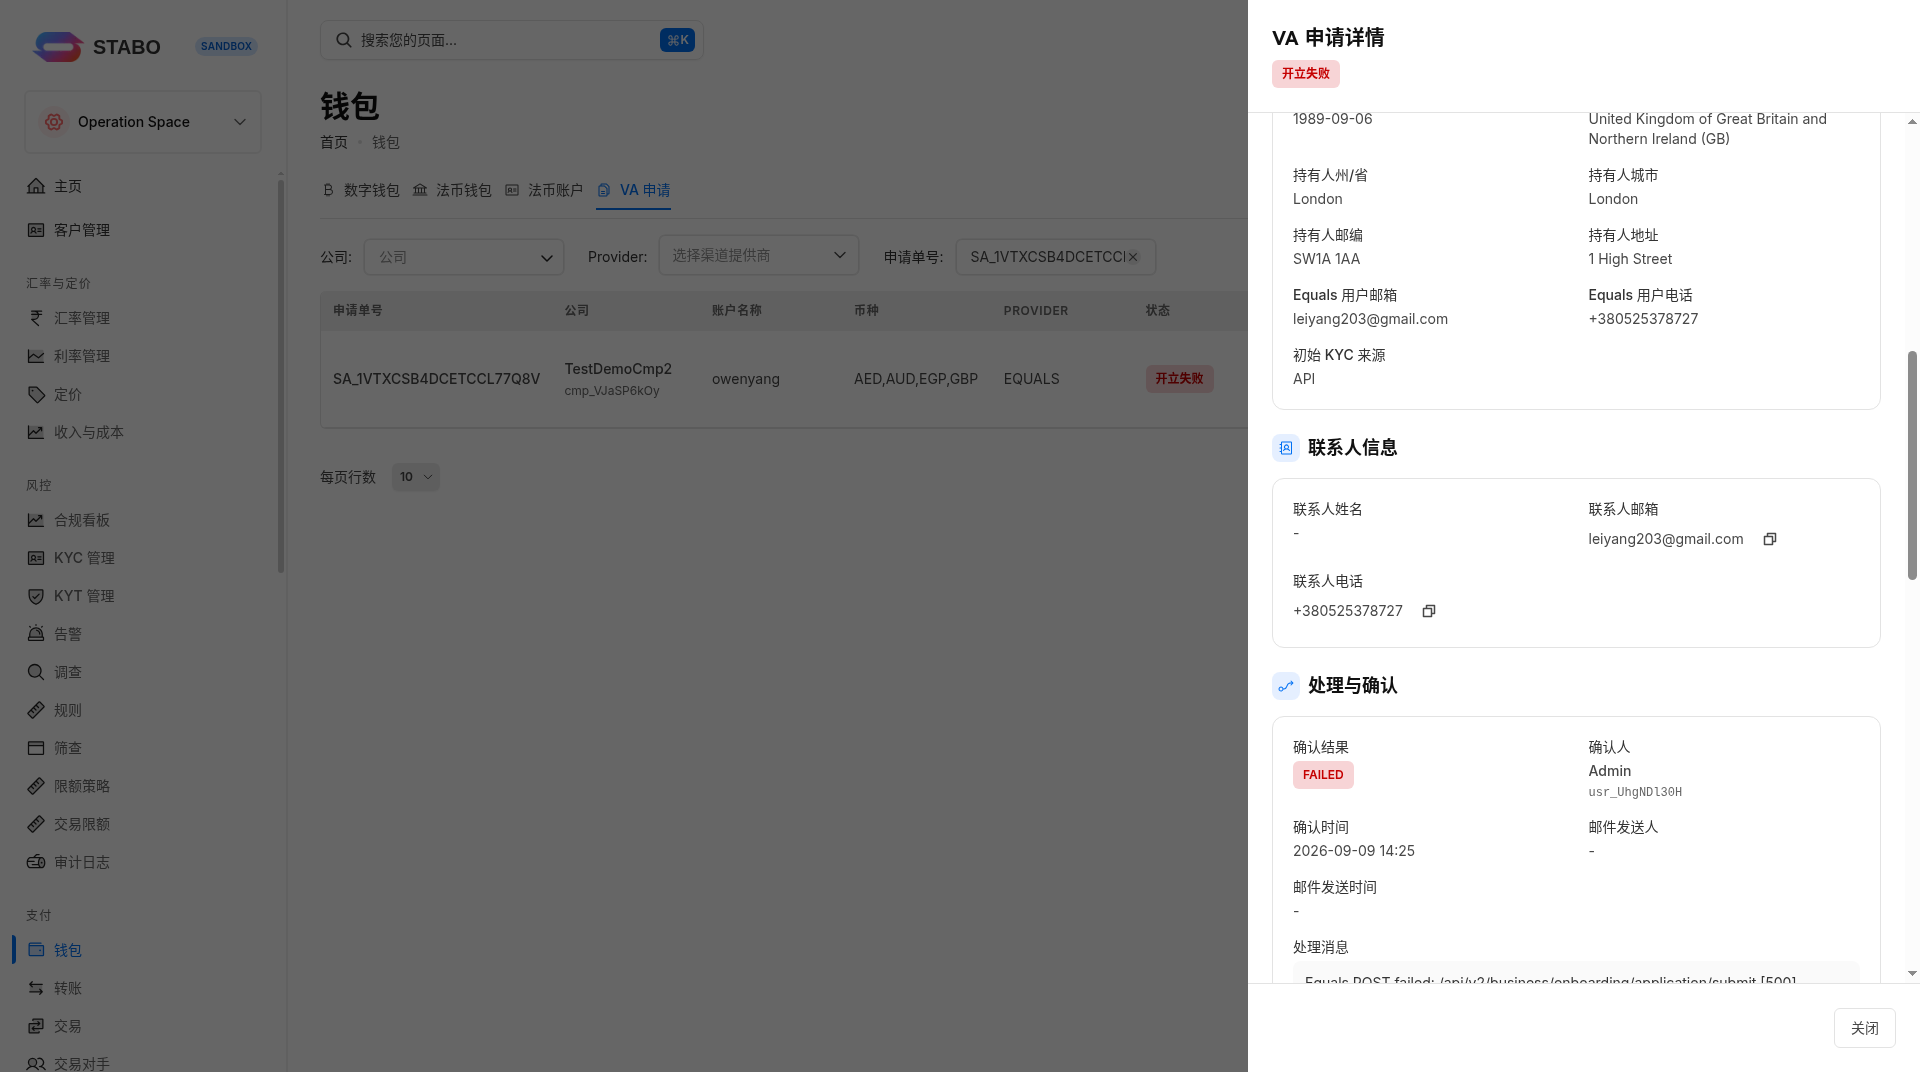 STABO
SANDBOX
Operation Space
主页
客户管理
汇率与定价
汇率管理
利率管理
定价
收入与成本
风控
合规看板
KYC 管理
KYT 管理
告警
调查
规则
筛查
限额策略
交易限额
审计日志
支付
钱包
转账
交易
交易对手
搜索您的页面...
⌘K
钱包
首页 • 钱包
数字钱包 法币钱包 法币账户 VA 申请
公司: 公司 Provider: 选择渠道提供商 申请单号: SA_1VTXCSB4DCETCCl
申请单号 公司 账户名称 币种 PROVIDER 状态
SA_1VTXCSB4DCETCCL77Q8V TestDemoCmp2 owenyang AED,AUD,EGP,GBP EQUALS 开立失败
cmp_VJaSP6kOy
每页行数 10
VA 申请详情
开立失败
1989-09-06 United Kingdom of Great Britain and
Northern Ireland (GB)
持有人州/省 持有人城市
London London
持有人邮编 持有人地址
SW1A 1AA 1 High Street
Equals 用户邮箱 Equals 用户电话
leiyang203@gmail.com +380525378727
初始 KYC 来源
API
联系人信息
联系人姓名 联系人邮箱
- leiyang203@gmail.com
联系人电话
+380525378727
处理与确认
确认结果 确认人
FAILED Admin
usr_UhgNDl30H
确认时间 邮件发送人
2026-09-09 14:25 -
邮件发送时间
-
处理消息
Equals POST failed: /api/v2/business/onboarding/application/submit [500]
关闭